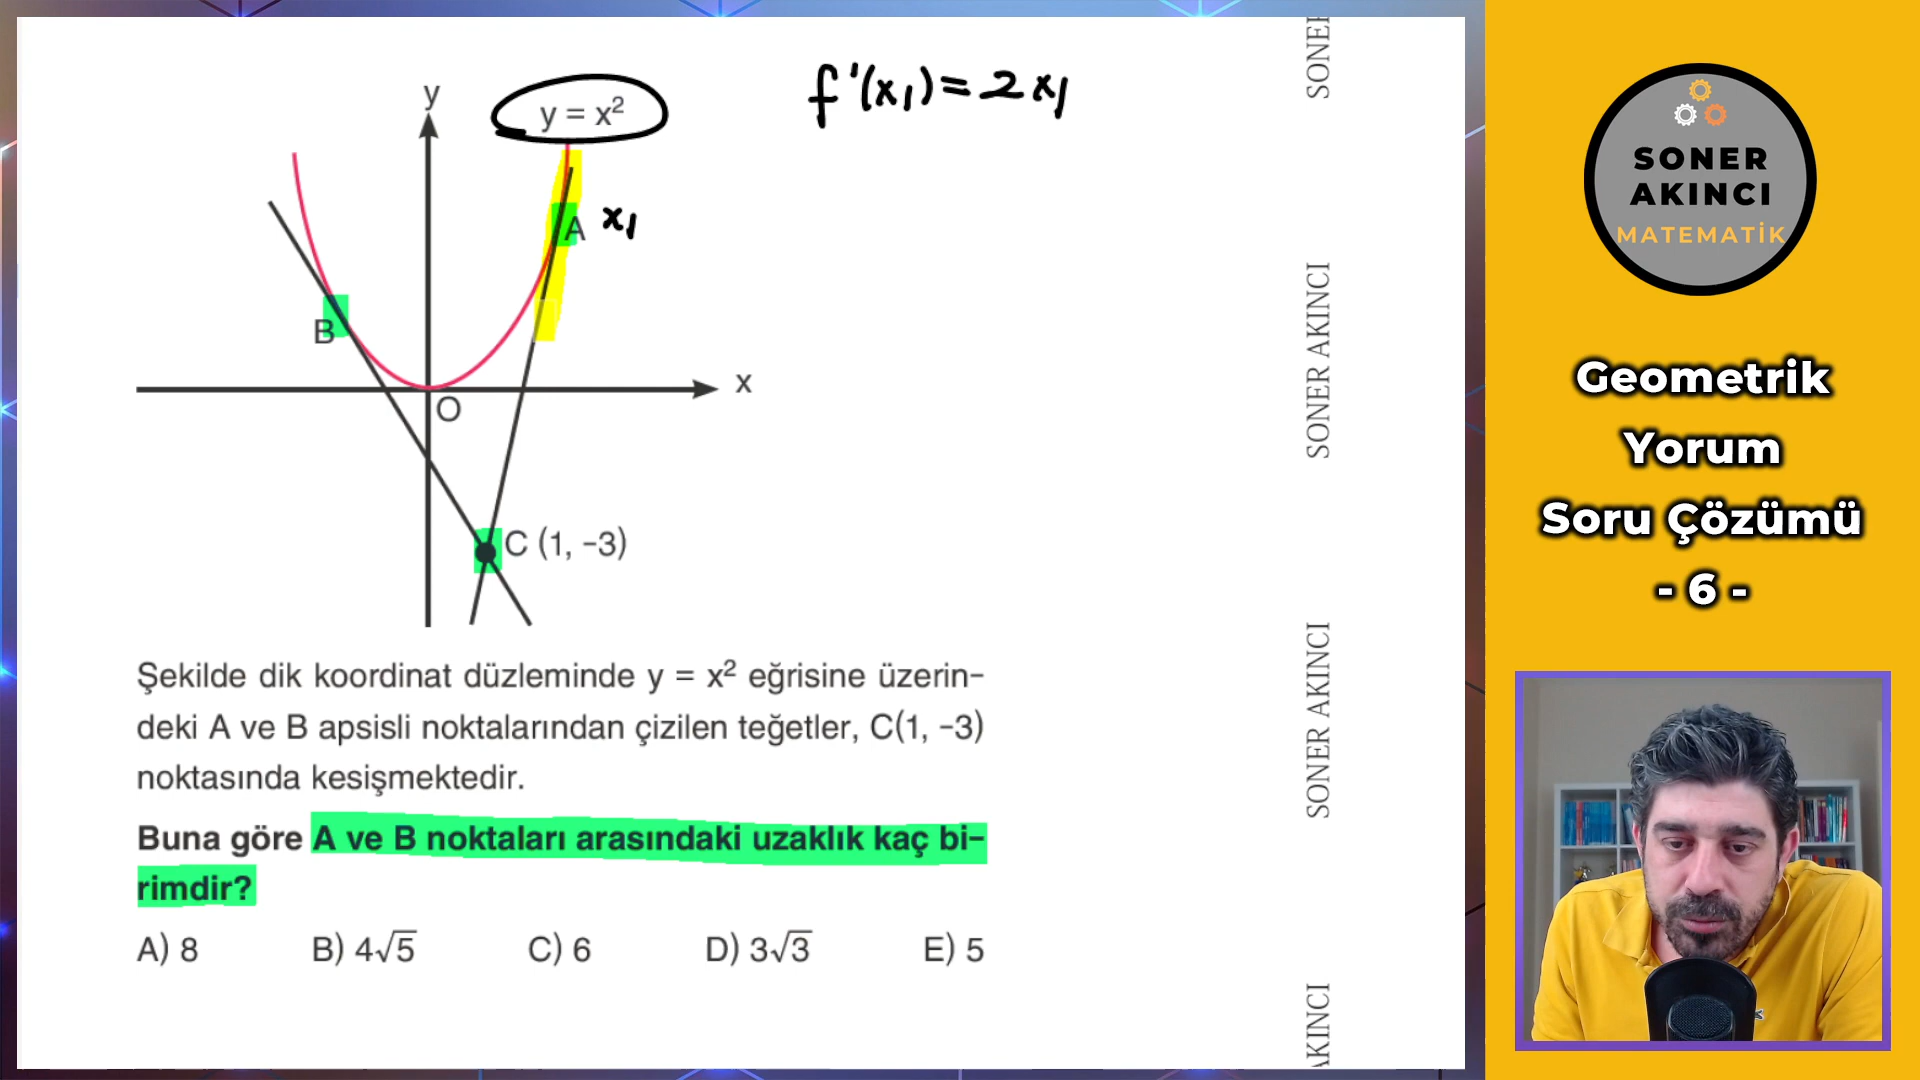 y
y = x²
f'(x₁) = 2x₁
A x₁
B
x
O
C (1, -3)
Şekilde dik koordinat düzleminde y = x² eğrisine üzerin-
deki A ve B apsisli noktalarından çizilen teğetler, C(1, -3)
noktasında kesişmektedir.
Buna göre A ve B noktaları arasındaki uzaklık kaç bi-
rimdir?
A) 8 B) 4√5 C) 6 D) 3√3 E) 5
SONER
SONER AKINCI
SONER AKINCI
AKINCI
SONER
AKINCI
MATEMATİK
Geometrik
Yorum
Soru Çözümü
- 6 -